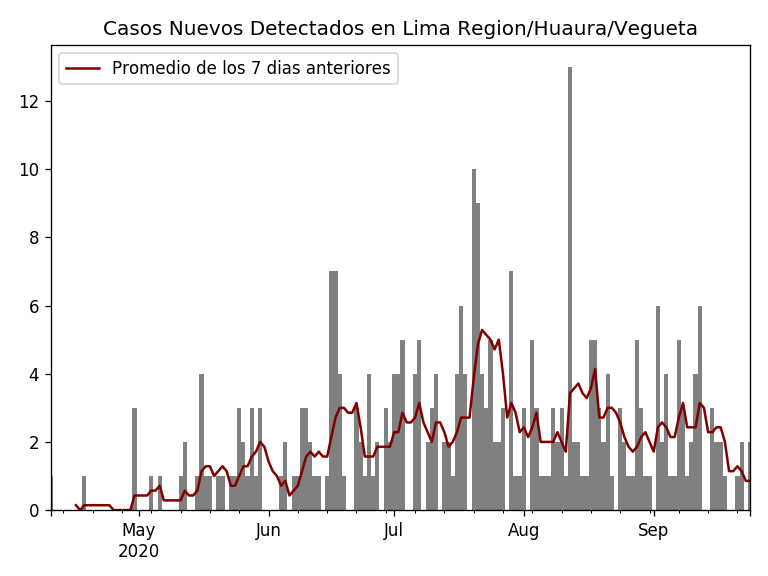 Casos Nuevos Detectados en Lima Region/Huaura/Vegueta
Promedio de los 7 dias anteriores
12
10
8
6
4
2
0
May Jun Jul Aug Sep
2020